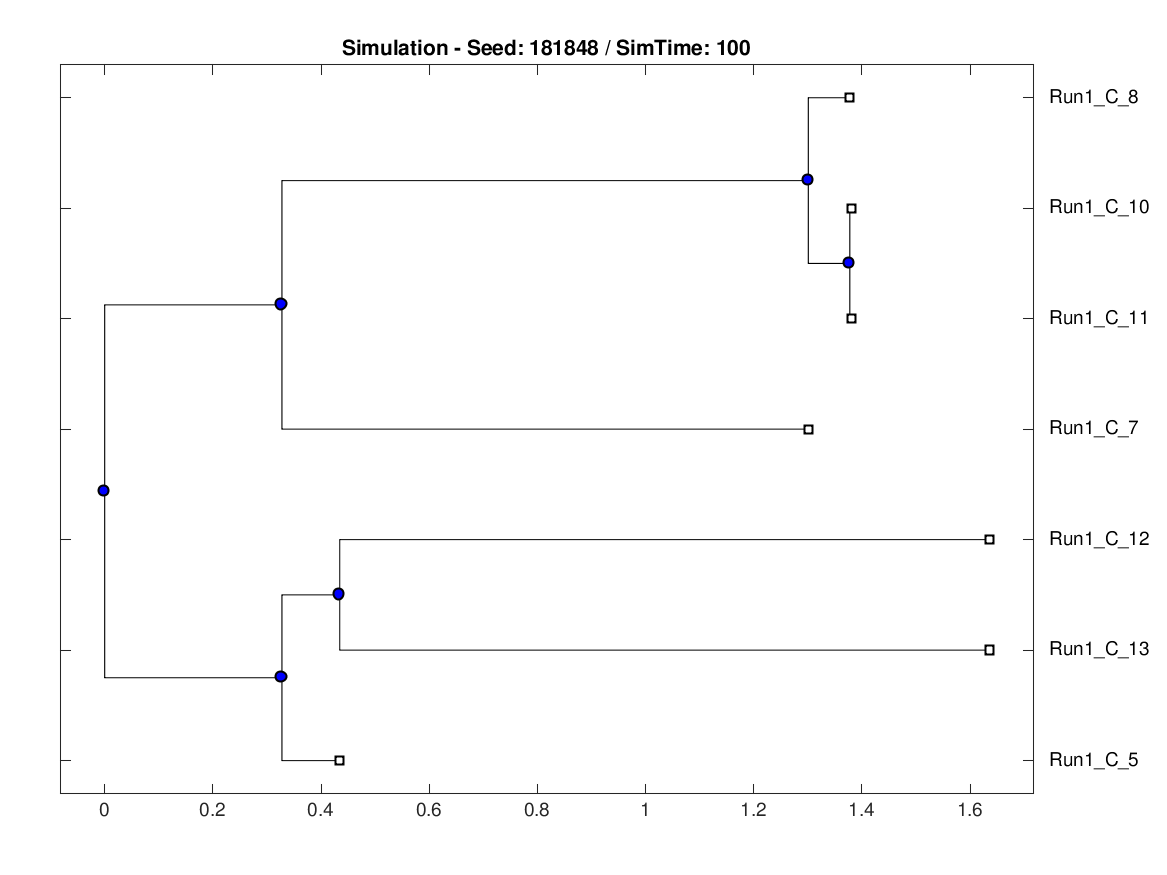 Simulation - Seed: 181848 / SimTime: 100
Run1_C_8
Run1_C_10
Run1_C_11
Run1_C_7
Run1_C_12
Run1_C_13
Run1_C_5
0 0.2 0.4 0.6 0.8 1 1.2 1.4 1.6